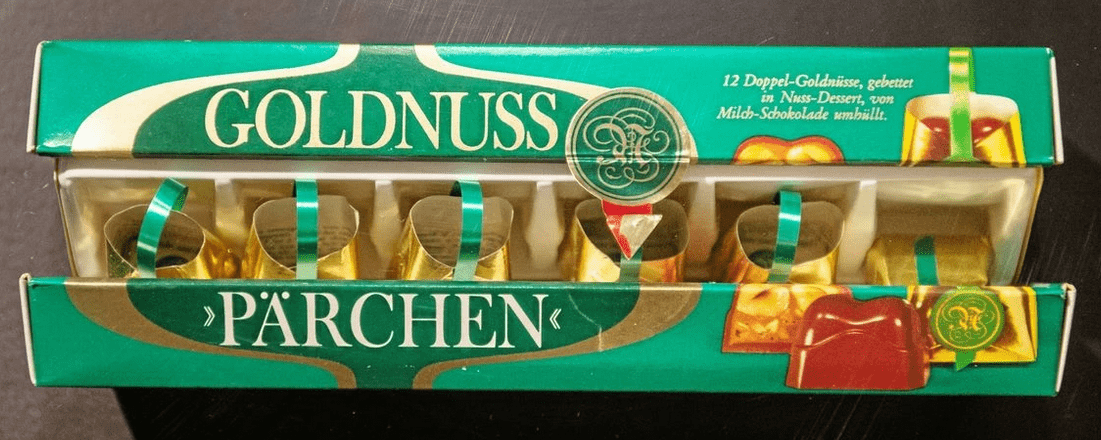 GOLDNUSS
12 Doppel-Goldnüsse, gebettet
in Nuss-Dessert, von
Milch-Schokolade umhüllt.
»PÄRCHEN«